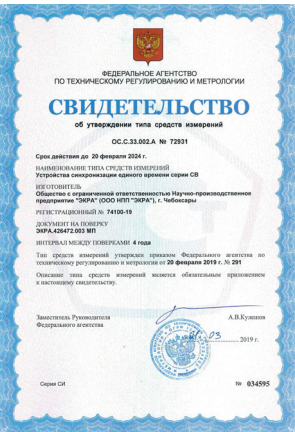 ФЕДЕРАЛЬНОЕ АГЕНТСТВО
ПО ТЕХНИЧЕСКОМУ РЕГУЛИРОВАНИЮ И МЕТРОЛОГИИ
СВИДЕТЕЛЬСТВО
об утверждении типа средств измерений
ОС.С.33.002.А № 72931
Срок действия до 20 февраля 2024 г.
НАИМЕНОВАНИЕ ТИПА СРЕДСТВ ИЗМЕРЕНИЙ
Устройства синхронизации единого времени серии СВ
ИЗГОТОВИТЕЛЬ
Общество с ограниченной ответственностью Научно-производственное
предприятие "ЭКРА" (ООО НПП "ЭКРА"), г. Чебоксары
РЕГИСТРАЦИОННЫЙ № 74100-19
ДОКУМЕНТ НА ПОВЕРКУ
ЭКРА.426472.003 МП
ИНТЕРВАЛ МЕЖДУ ПОВЕРКАМИ 4 года
Тип средств измерений утвержден приказом Федерального агентства по
техническому регулированию и метрологии от 20 февраля 2019 г. № 291
Описание типа средств измерений является обязательным приложением
к настоящему свидетельству.
Заместитель Руководителя А.В.Кулешов
Федерального агентства
03 2019 г.
Серия СИ № 034595